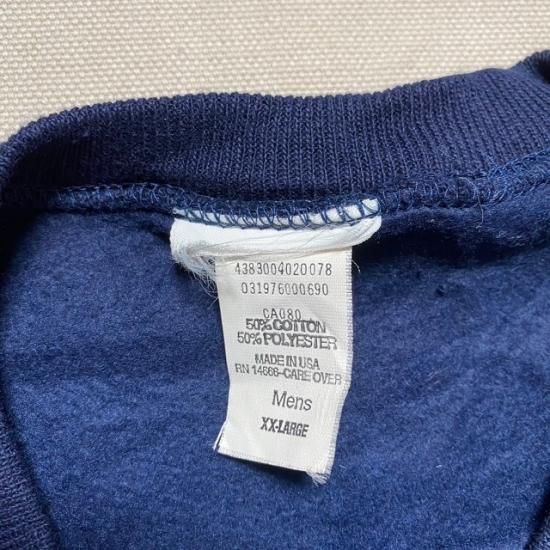 4383004020078
031976000690
CA080
50% COTTON
50% POLYESTER
MADE IN USA
RN 14666-CARE OVER
Mens
XX-LARGE